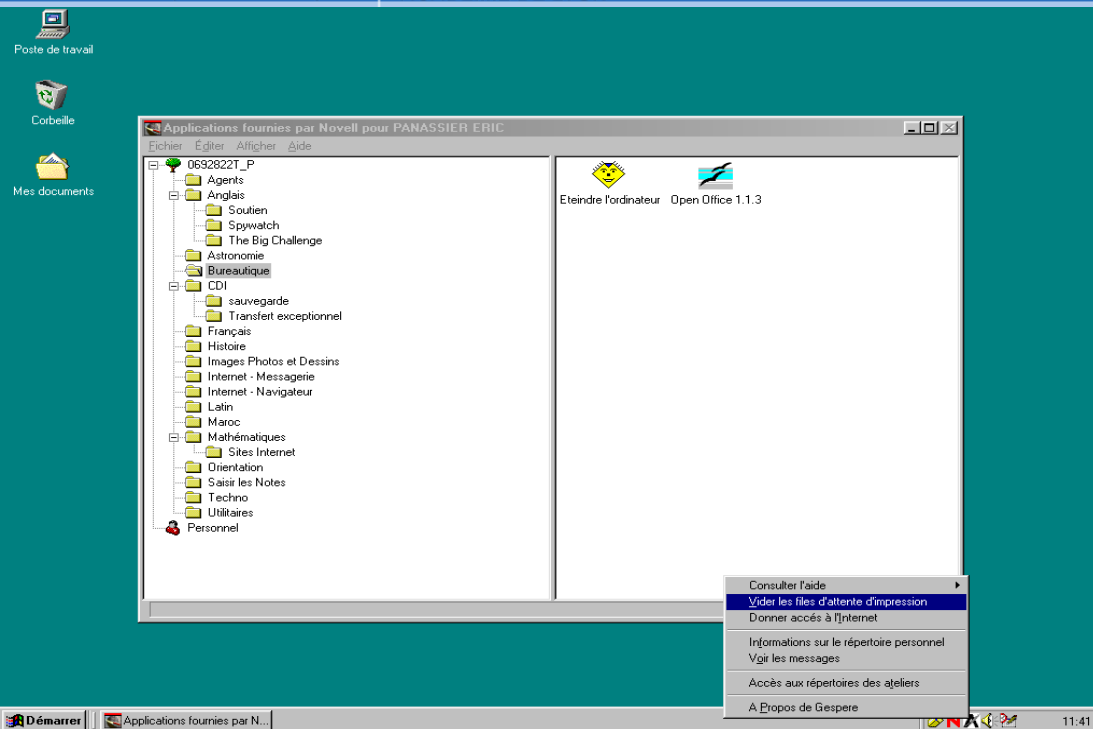 Poste de travail
Corbeille
Mes documents
Applications fournies par Novell pour PANASSIER ERIC
Fichier Éditer Afficher Aide
0692822T_P
Agents
Anglais
Soutien
Spywatch
The Big Challenge
Astronomie
Bureautique
CDI
sauvegarde
Transfert exceptionnel
Français
Histoire
Images Photos et Dessins
Internet - Messagerie
Internet - Navigateur
Latin
Maroc
Mathématiques
Sites Internet
Orientation
Saisir les Notes
Techno
Utilitaires
Personnel
Eteindre l'ordinateur Open Office 1.1.3
Consulter l'aide
Vider les files d'attente d'impression
Donner accés à l'Internet
Informations sur le répertoire personnel
Voir les messages
Accès aux répertoires des ateliers
A Propos de Gespere
Démarrer Applications fournies par N... 11:41